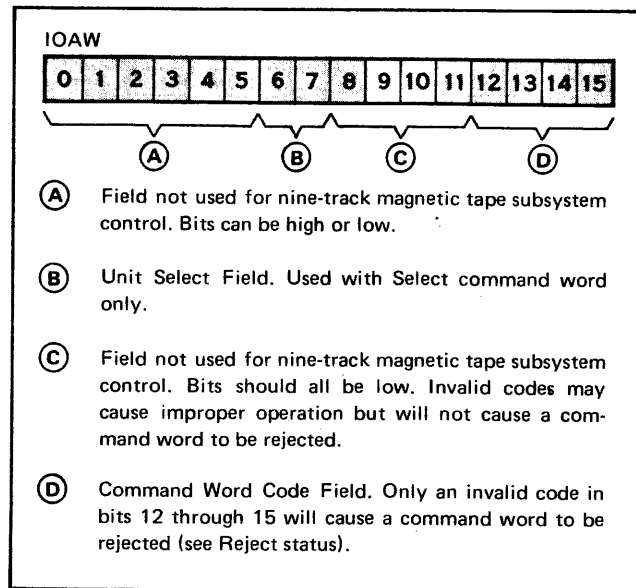 IOAW
0 1 2 3 4 5 6 7 8 9 10 11 12 13 14 15
A B C D
A Field not used for nine-track magnetic tape subsystem
control. Bits can be high or low.
B Unit Select Field. Used with Select command word
only.
C Field not used for nine-track magnetic tape subsystem
control. Bits should all be low. Invalid codes may
cause improper operation but will not cause a com-
mand word to be rejected.
D Command Word Code Field. Only an invalid code in
bits 12 through 15 will cause a command word to be
rejected (see Reject status).